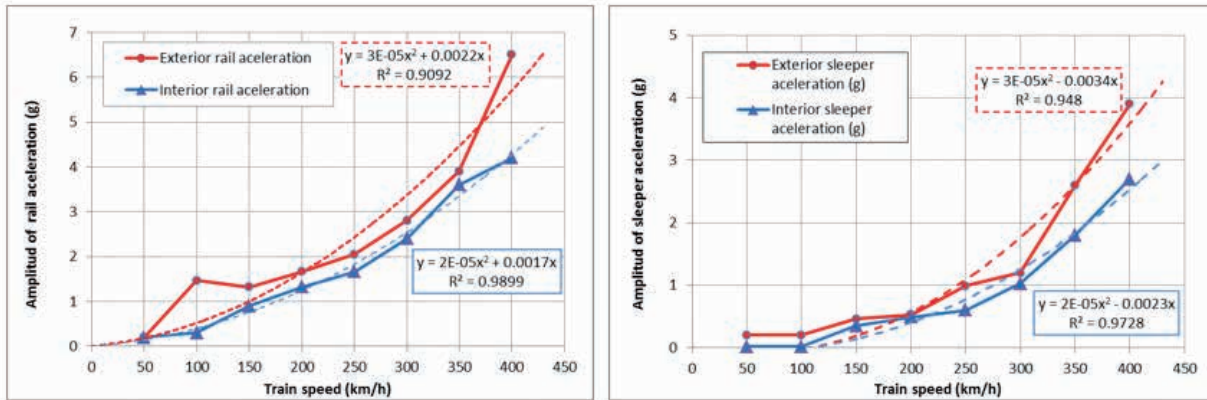 7
6
5
4
3
2
1
0
Amplitud of rail aceleration (g)
Exterior rail aceleration
Interior rail aceleration
y = 3E-05x² + 0.0022x
R² = 0.9092
y = 2E-05x² + 0.0017x
R² = 0.9899
0 50 100 150 200 250 300 350 400 450
Train speed (km/h)
5
4
3
2
1
0
Amplitud of sleeper aceleration (g)
Exterior sleeper
aceleration (g)
Interior sleeper
aceleration (g)
y = 3E-05x² - 0.0034x
R² = 0.948
y = 2E-05x² - 0.0023x
R² = 0.9728
0 50 100 150 200 250 300 350 400 450
Train speed (km/h)